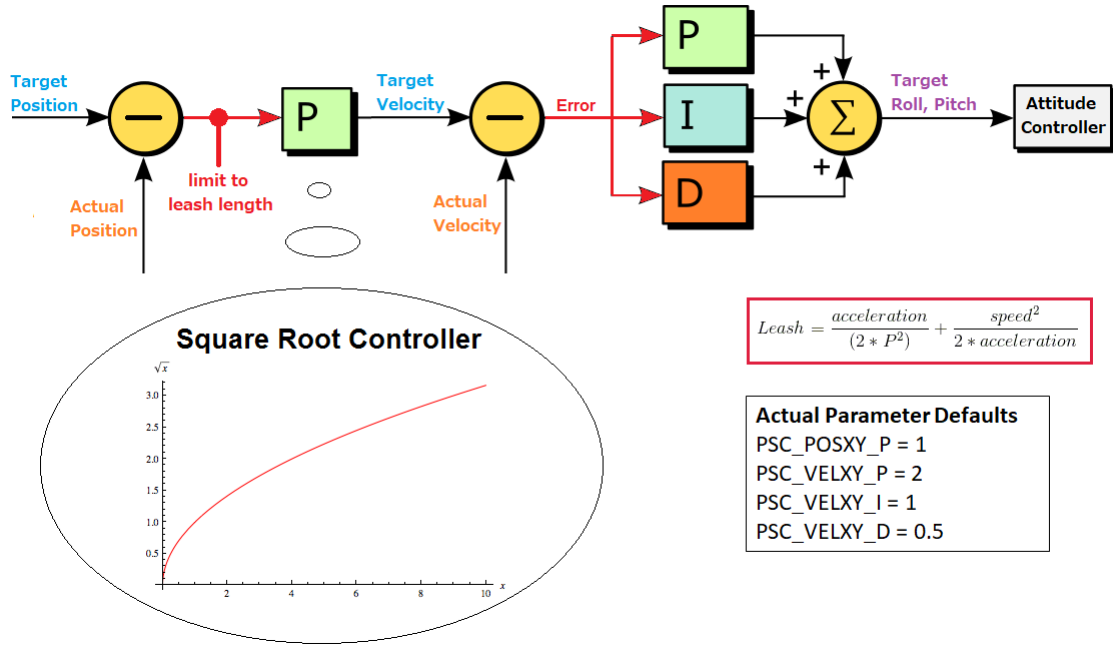 Target
Position
−
limit to
leash length
Actual
Position
P
Target
Velocity
−
Actual
Velocity
Error
P
I
D
+
+
+
Σ
Target
Roll, Pitch
Attitude
Controller
Square Root Controller
√x
3.0
2.5
2.0
1.5
1.0
0.5
2 4 6 8 10 x
Leash = acceleration / (2 * P²) + speed² / 2 * acceleration
Actual Parameter Defaults
PSC_POSXY_P = 1
PSC_VELXY_P = 2
PSC_VELXY_I = 1
PSC_VELXY_D = 0.5